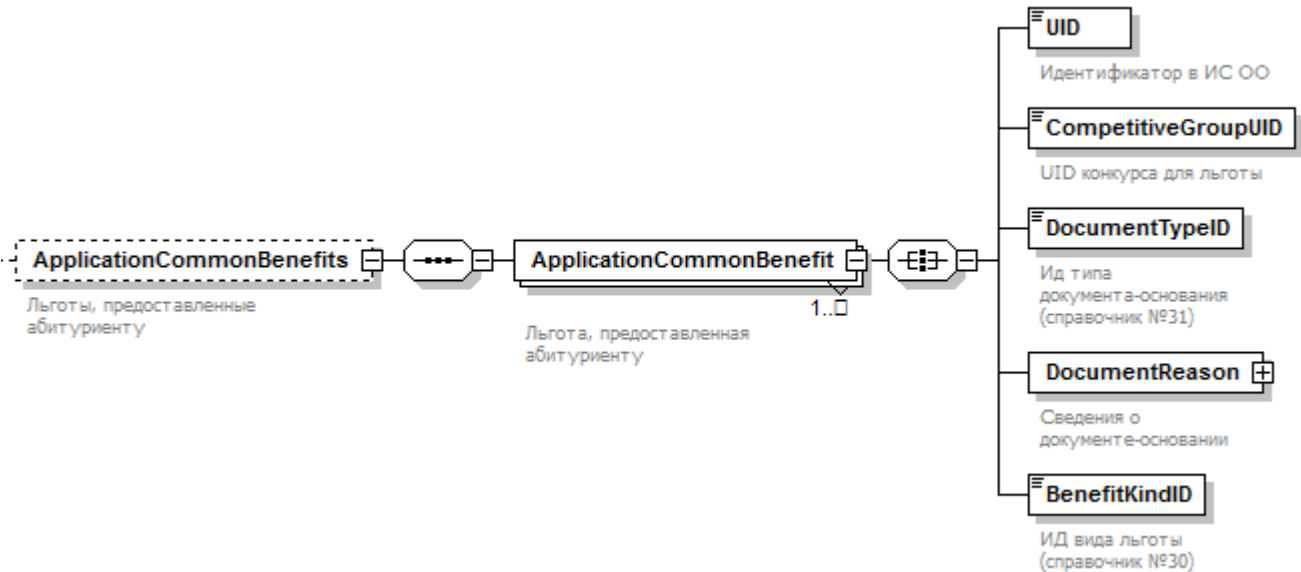 UID
Идентификатор в ИС ОО
CompetitiveGroupUID
UID конкурса для льготы
DocumentTypeID
Ид типа
документа-основания
(справочник №31)
ApplicationCommonBenefits
Льготы, предоставленные
абитуриенту
ApplicationCommonBenefit
1..□
Льгота, предоставленная
абитуриенту
DocumentReason
Сведения о
документе-основании
BenefitKindID
ИД вида льготы
(справочник №30)